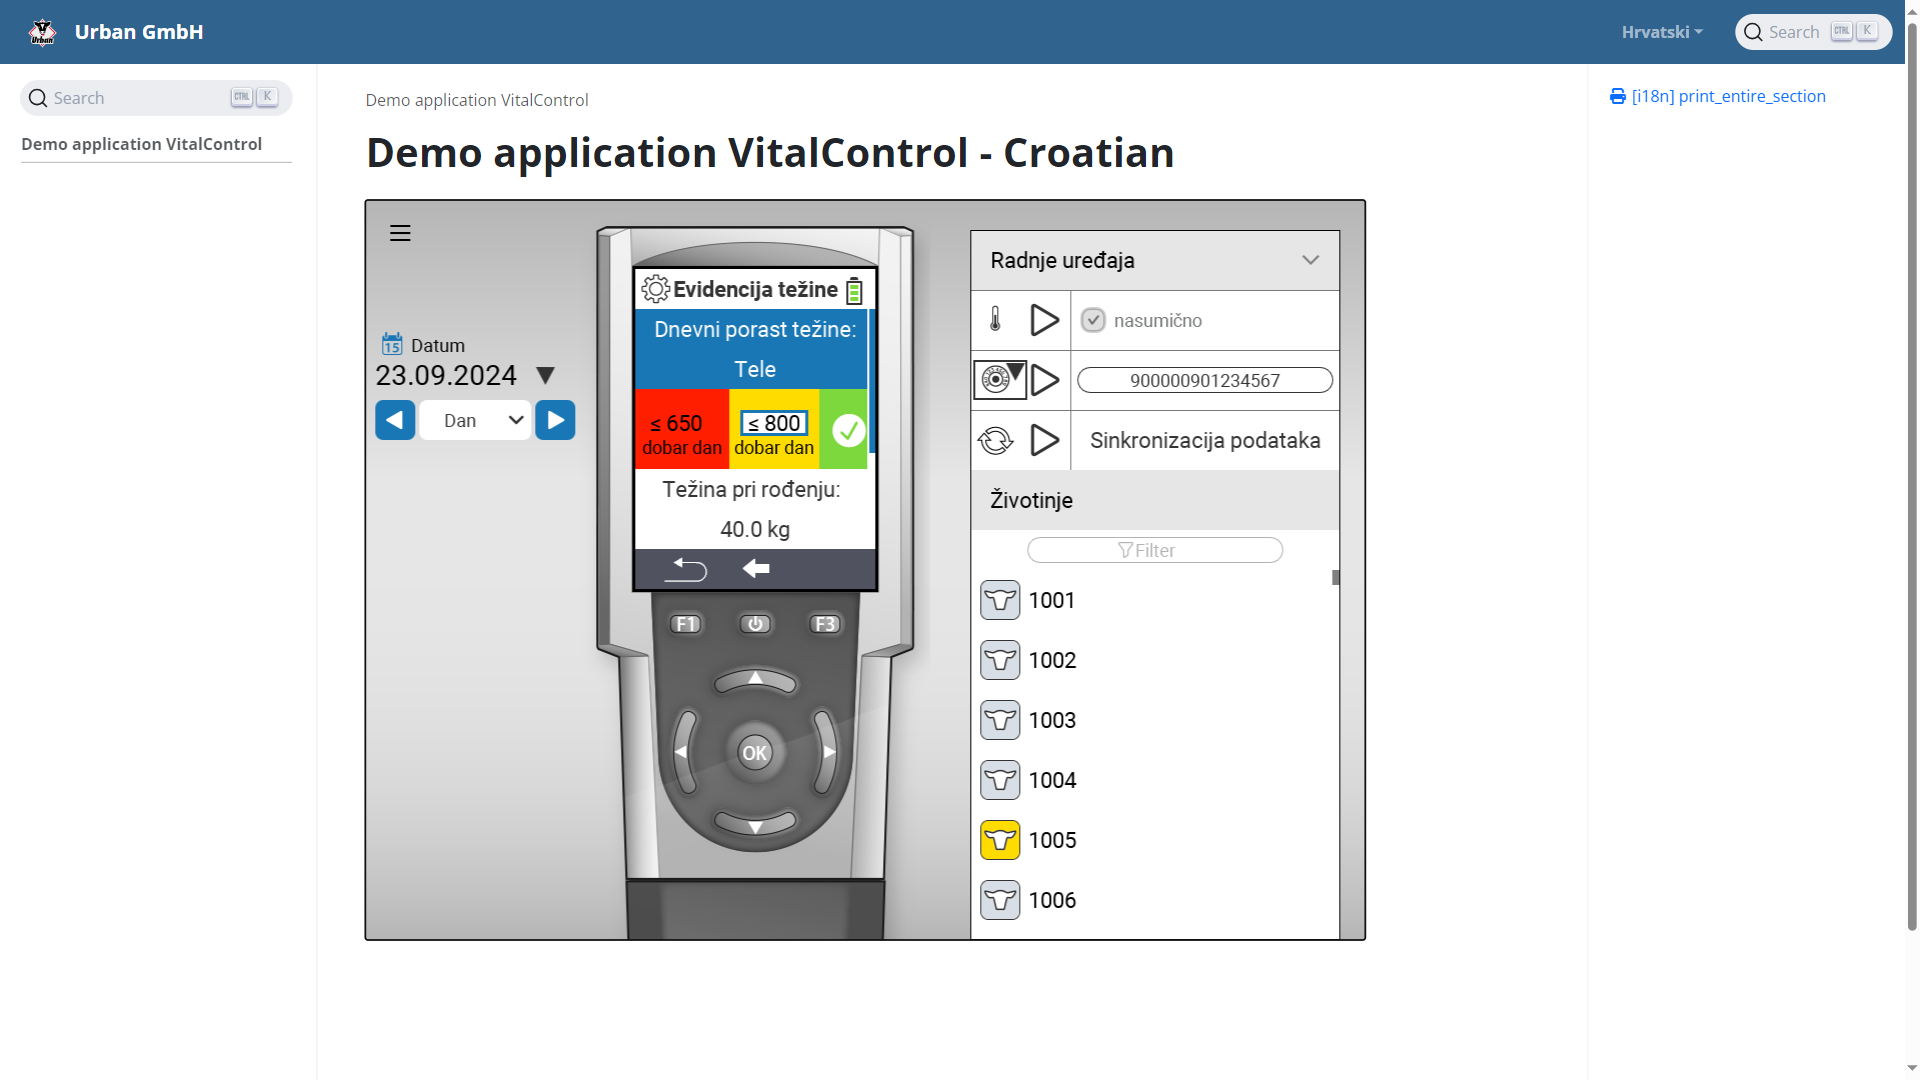 Urban GmbH
Hrvatski
Search CTRL K
Search CTRL K
Demo application VitalControl
Demo application VitalControl
Demo application VitalControl - Croatian
[i18n] print_entire_section
15 Datum
23.09.2024
Dan
Evidencija težine
Dnevni porast težine:
Tele
≤ 650
dobar dan
≤ 800
dobar dan
Težina pri rođenju:
40.0 kg
F1
F3
OK
Radnje uređaja
nasumično
900000901234567
Sinkronizacija podataka
Životinje
Filter
1001
1002
1003
1004
1005
1006